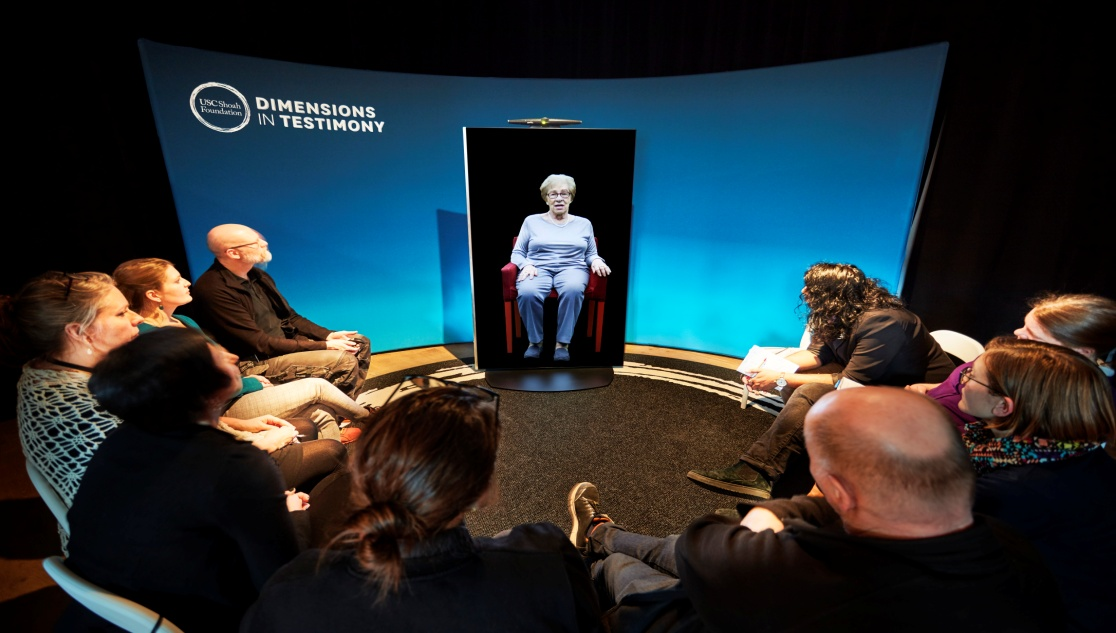 USC Shoah
Foundation
DIMENSIONS
IN TESTIMONY